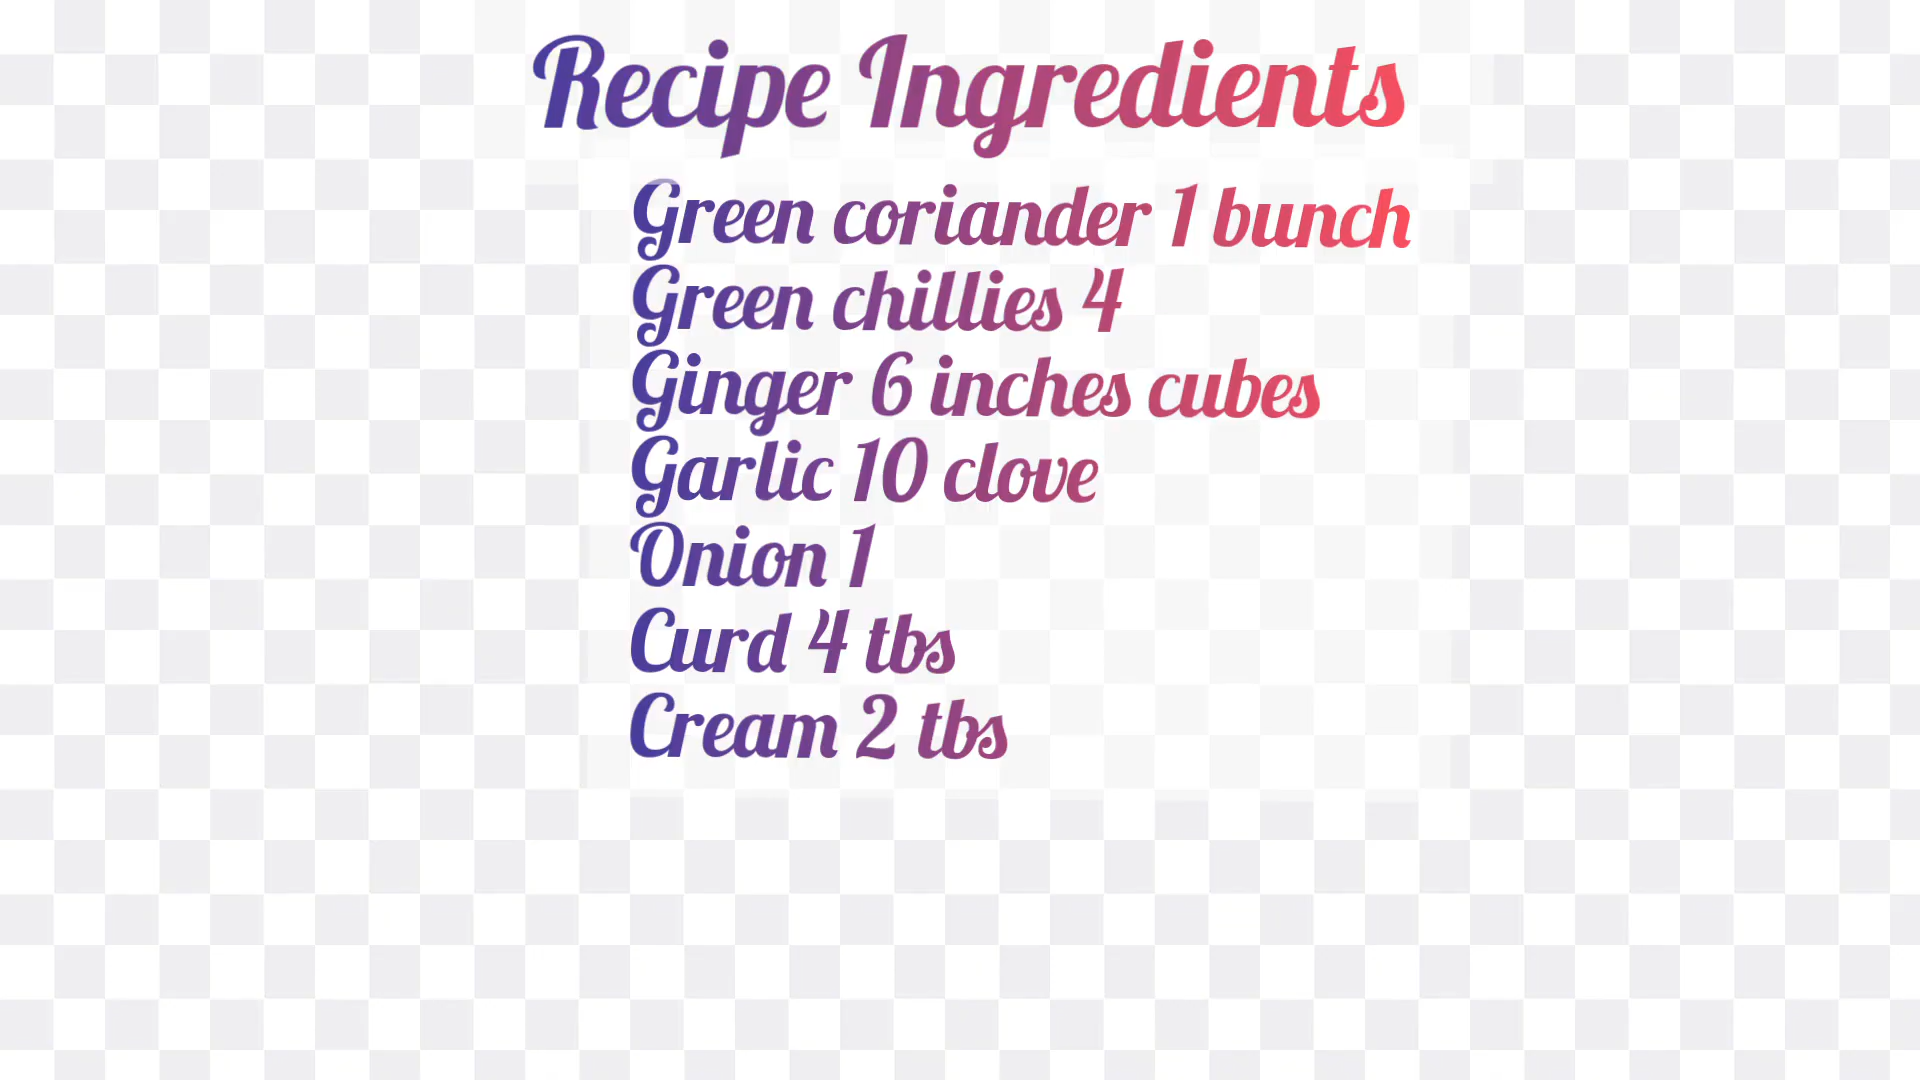 Recipe Ingredients
Green coriander 1 bunch
Green chillies 4
Ginger 6 inches cubes
Garlic 10 clove
Onion 1
Curd 4 tbs
Cream 2 tbs